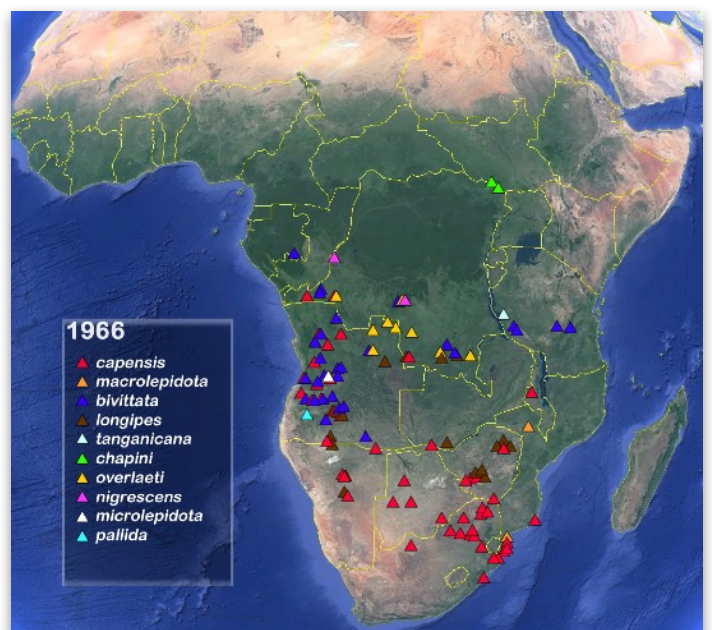 1966
capensis
macrolepidota
bivittata
longipes
tanganicana
chapini
overlaeti
nigrescens
microlepidota
pallida